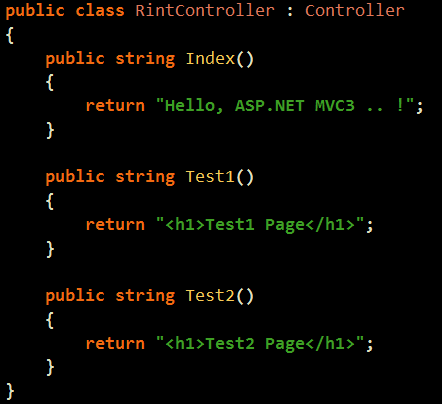 public class RintController : Controller
{
    public string Index()
    {
        return "Hello, ASP.NET MVC3 .. !";
    }

    public string Test1()
    {
        return "<h1>Test1 Page</h1>";
    }

    public string Test2()
    {
        return "<h1>Test2 Page</h1>";
    }
}